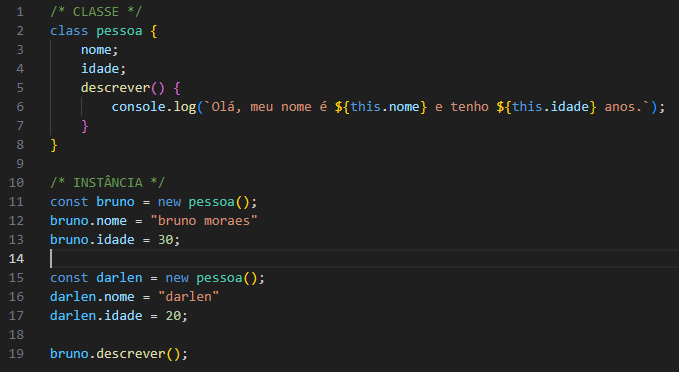 1 /* CLASSE */
2 class pessoa {
3     nome;
4     idade;
5     descrever() {
6         console.log(`Olá, meu nome é ${this.nome} e tenho ${this.idade} anos.`);
7     }
8 }
9
10 /* INSTÂNCIA */
11 const bruno = new pessoa();
12 bruno.nome = "bruno moraes"
13 bruno.idade = 30;
14
15 const darlen = new pessoa();
16 darlen.nome = "darlen"
17 darlen.idade = 20;
18
19 bruno.descrever();